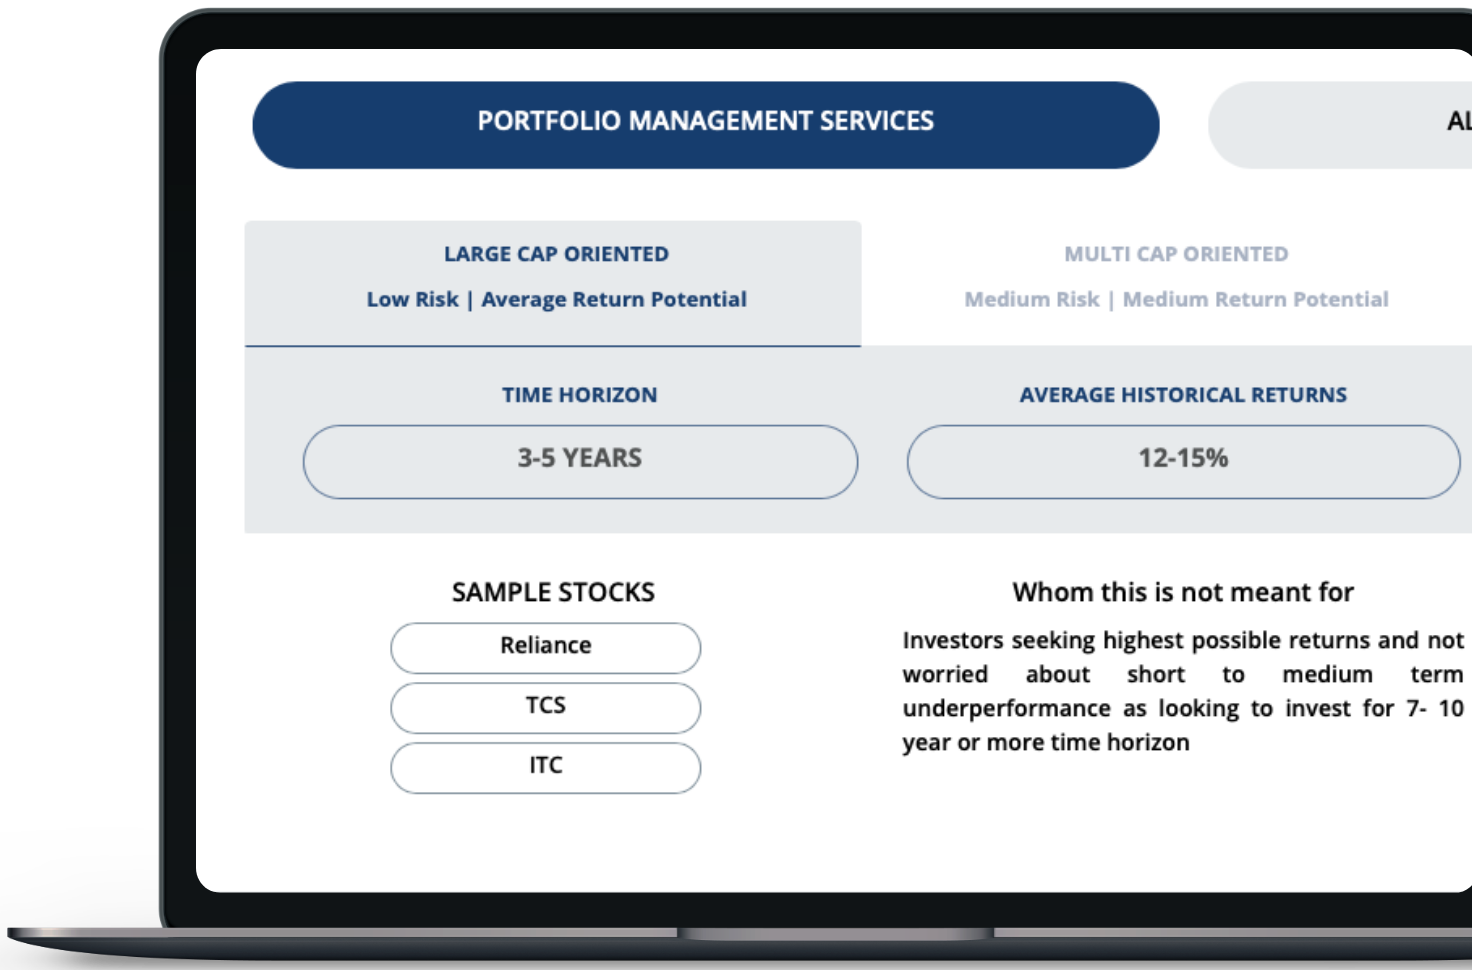 PORTFOLIO MANAGEMENT SERVICES
LARGE CAP ORIENTED
Low Risk | Average Return Potential
MULTI CAP ORIENTED
Medium Risk | Medium Return Potential
TIME HORIZON
3-5 YEARS
AVERAGE HISTORICAL RETURNS
12-15%
SAMPLE STOCKS
Reliance
TCS
ITC
Whom this is not meant for
Investors seeking highest possible returns and not
worried about short to medium term
underperformance as looking to invest for 7- 10
year or more time horizon